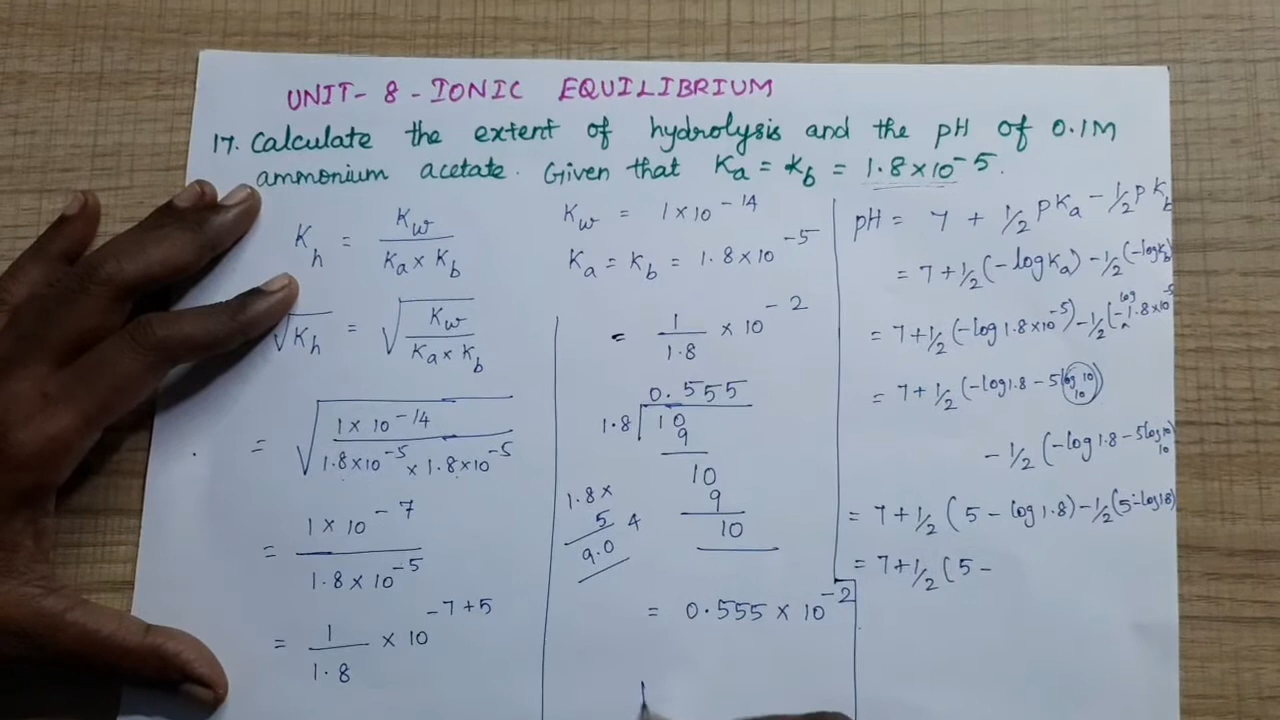 UNIT- 8 - IONIC EQUILIBRIUM
17. Calculate the extent of hydrolysis and the pH of 0.1M
ammonium acetate. Given that Ka = Kb = 1.8×10⁻5.
Kh = Kw / Ka × Kb
√Kh = √(Kw / Ka × Kb)
= √(1 × 10⁻¹⁴ / 1.8×10⁻⁵ × 1.8×10⁻⁵)
= 1 × 10⁻⁷ / 1.8 × 10⁻⁵
= 1 / 1.8 × 10⁻⁷⁺⁵
Kw = 1 × 10⁻¹⁴
Ka = Kb = 1.8 × 10⁻⁵
= 1 / 1.8 × 10⁻²
0.555
1.8 10
9
10
9
10
1.8 ×
5 4
9.0
= 0.555 × 10⁻²
pH = 7 + 1/2 pKa - 1/2 pKb
= 7 + 1/2 (-log Ka) - 1/2 (-log Kb)
= 7 + 1/2 (-log 1.8×10⁻⁵) - 1/2 (-log 1.8×10⁻⁵
= 7 + 1/2 (-log 1.8 - 5 log 10 10)
- 1/2 (-log 1.8 - 5 log 10 10
= 7 + 1/2 (5 - log 1.8) - 1/2 (5 - log 1.8)
= 7 + 1/2 (5 -